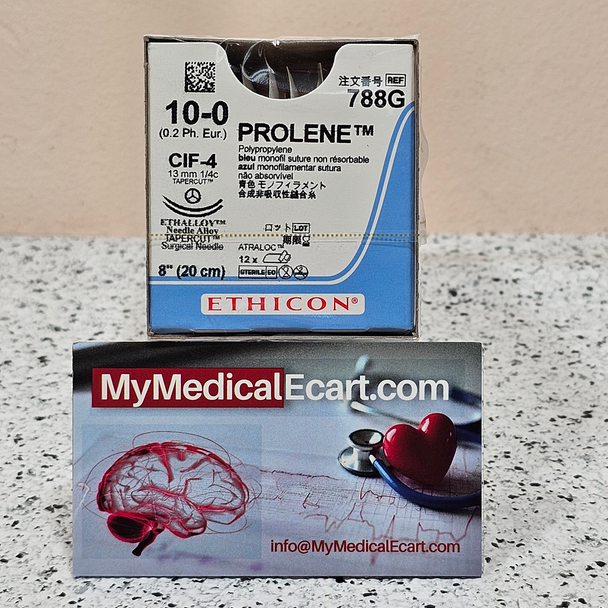 注文番号 REF
788G
10-0
(0.2 Ph. Eur.)
PROLENE™
Polypropylene
bleu monofil suture non résorbable
azul monofilamentar sutura
não absorvível
青色 モノフィラメント
合成非吸収性縫合糸
CIF-4
13 mm 1/4c
TAPERCUT™
ETHALLOY™
Needle Alloy
TAPERCUT™
Surgical Needle
ロット LOT
期限
ATRALOC™
12 x
8" (20 cm)
STERILE EO
ETHICON®
MyMedicalEcart.com
info@MyMedicalEcart.com